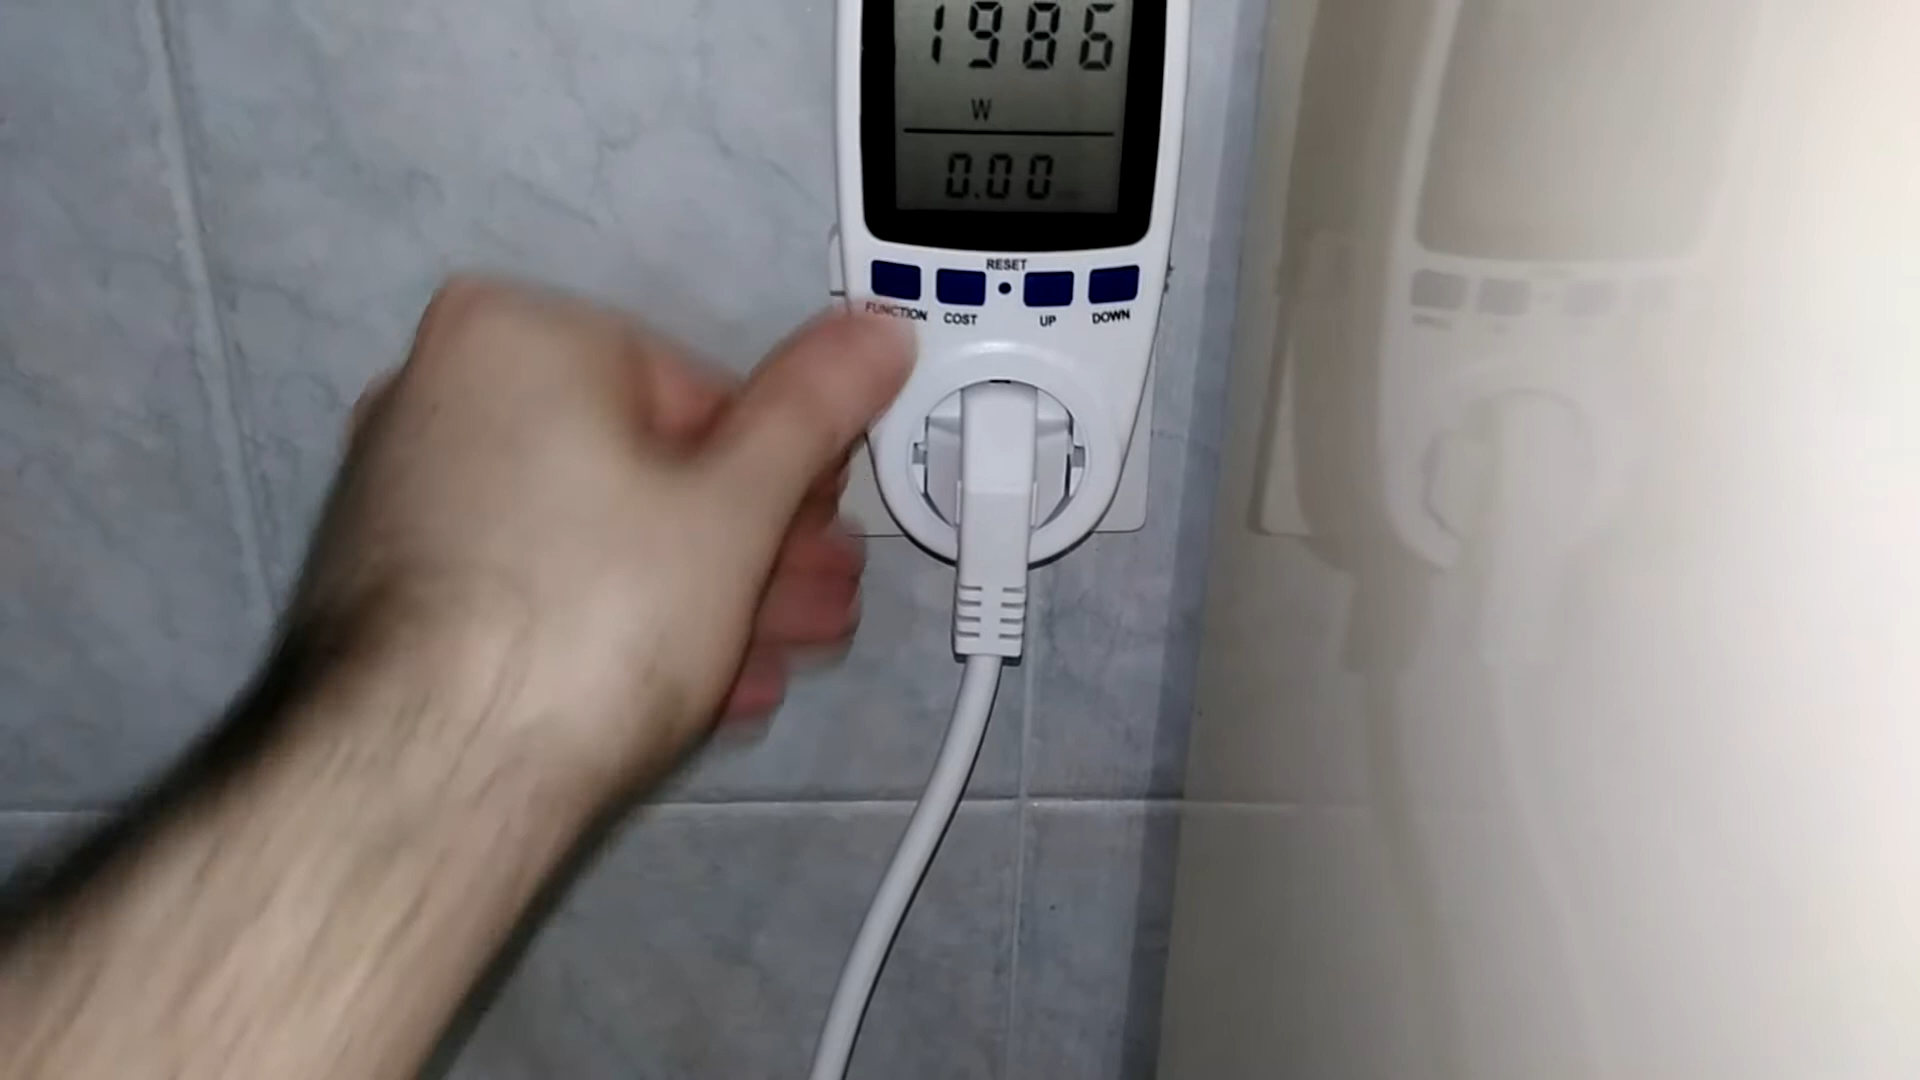 1986
W
0.00
RESET
FUNCTION COST UP DOWN